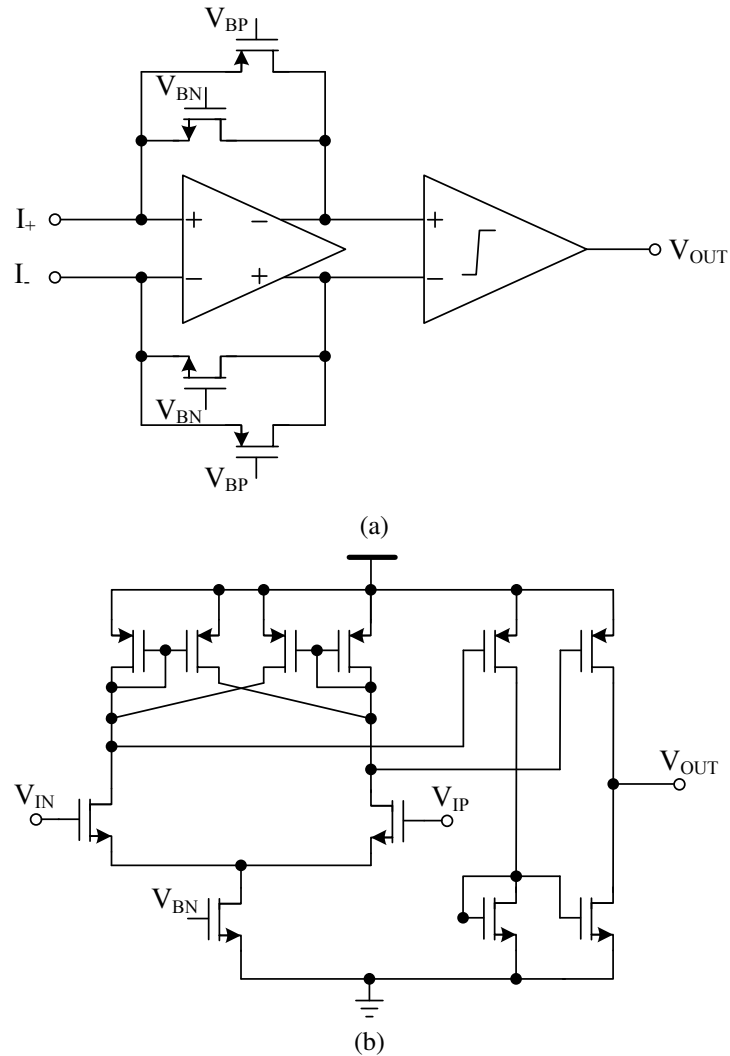 V_BP
V_BN
I+
+
−
+
I-
−
+
−
V_OUT
V_BN
V_BP
(a)
V_IN
V_IP
V_OUT
V_BN
(b)